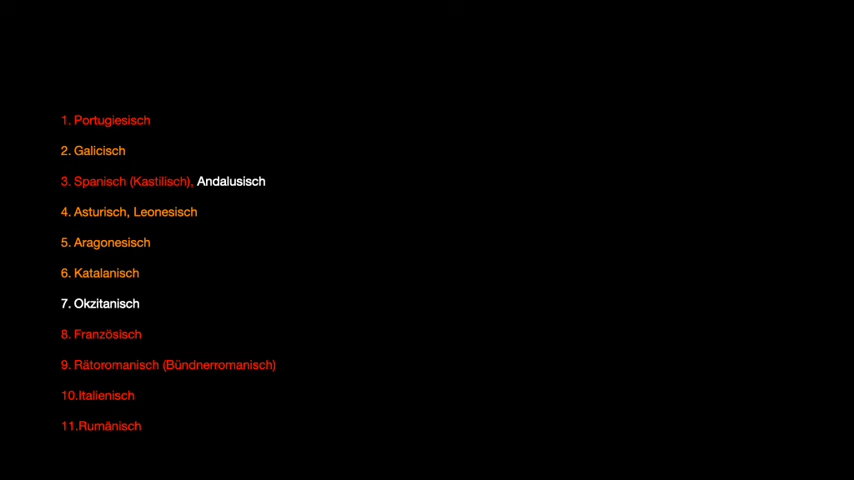 1. Portugiesisch
2. Galicisch
3. Spanisch (Kastilisch), Andalusisch
4. Asturisch, Leonesisch
5. Aragonesisch
6. Katalanisch
7. Okzitanisch
8. Französisch
9. Rätoromanisch (Bündnerromanisch)
10.Italienisch
11.Rumänisch